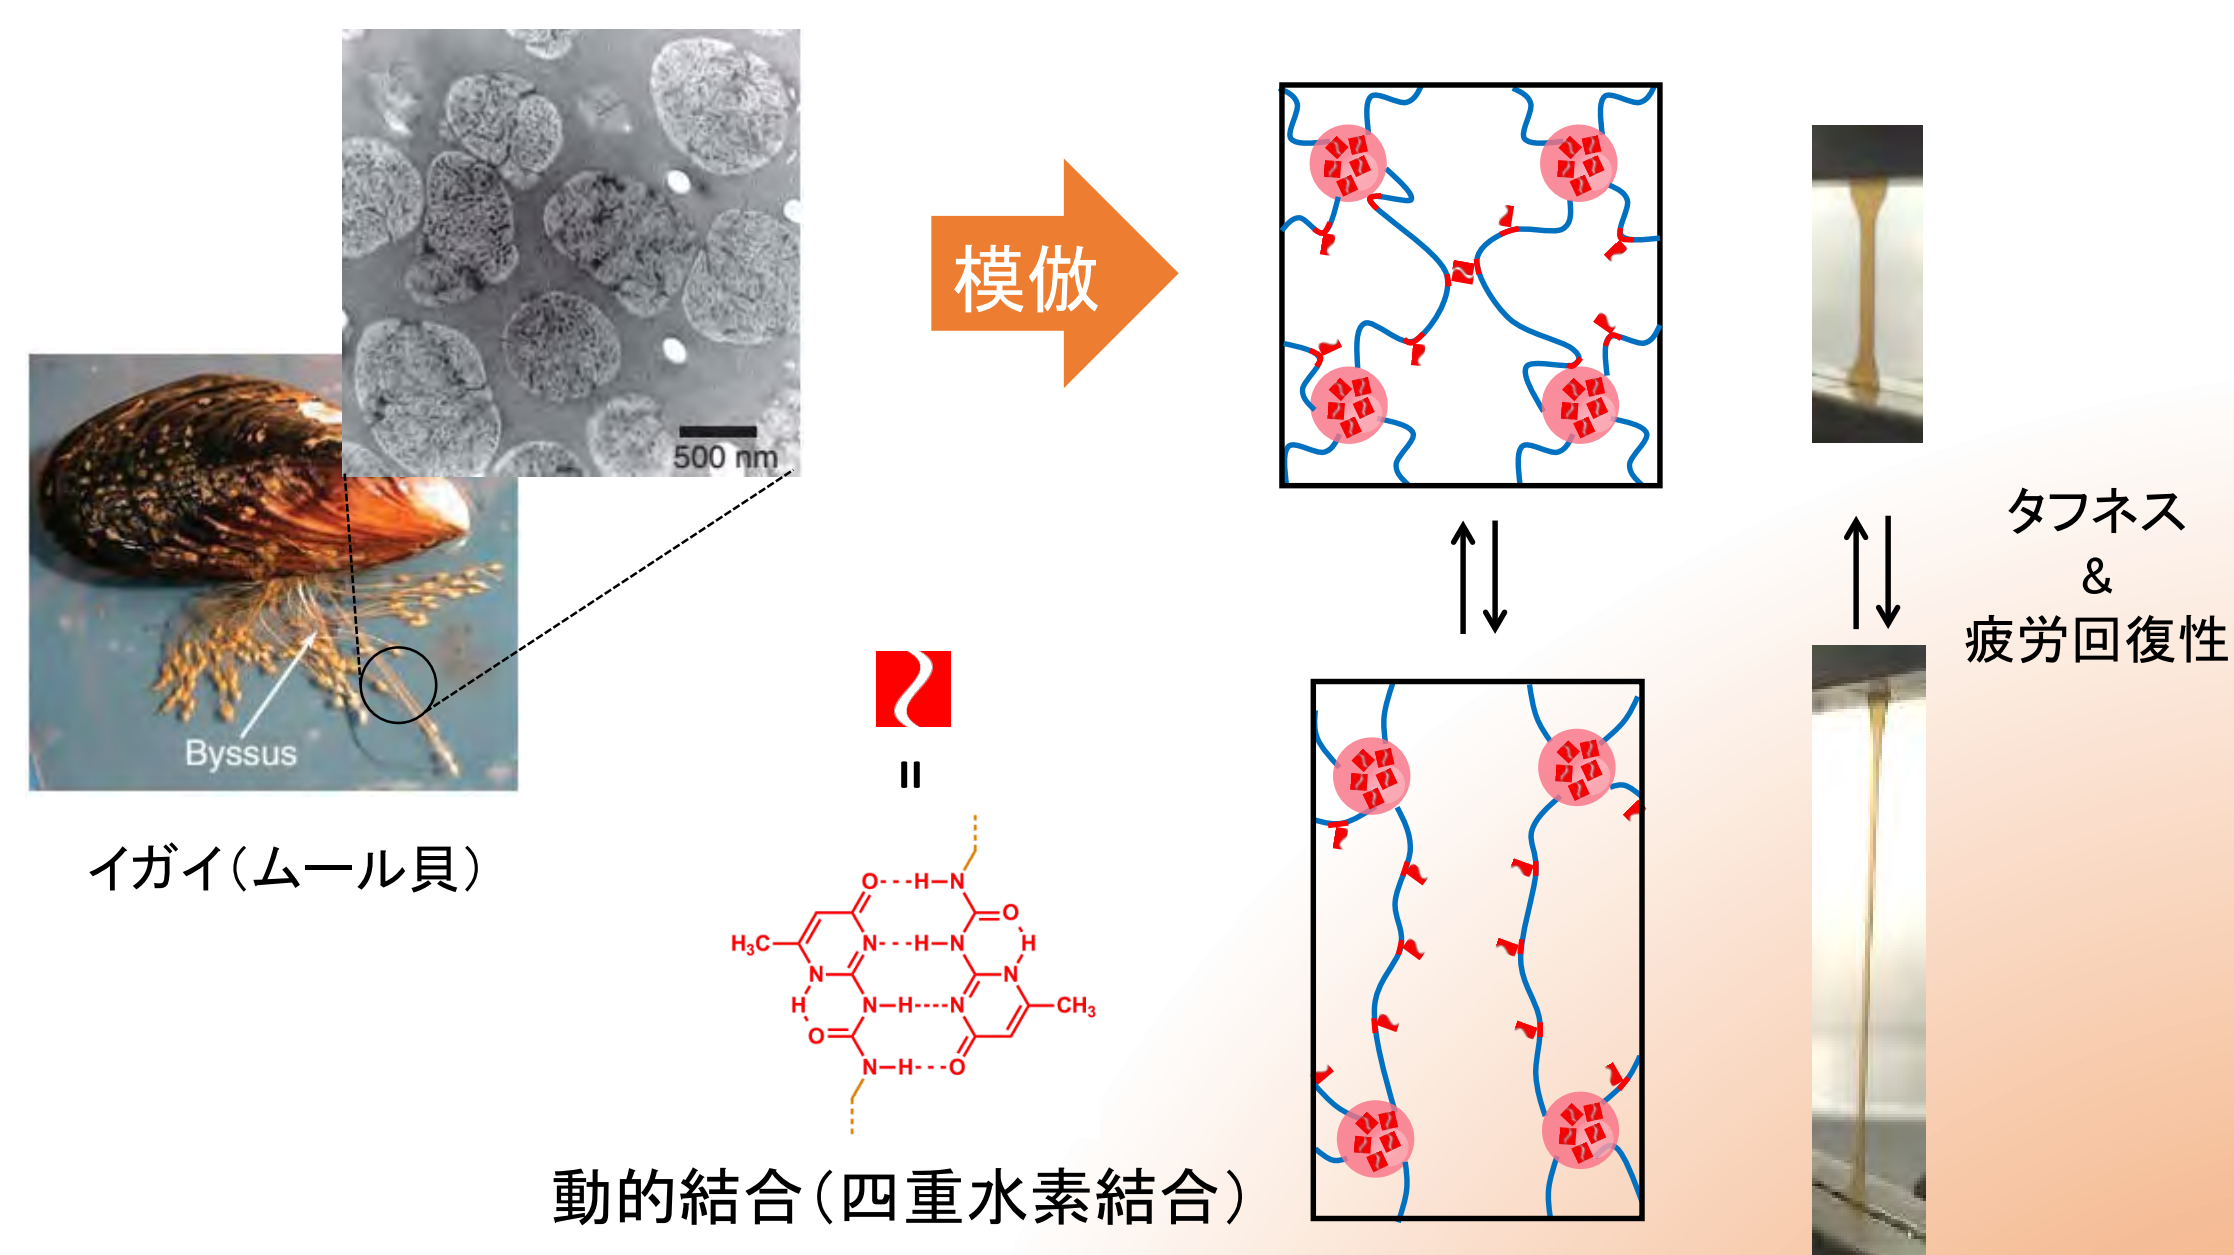 500 nm
Byssus
イガイ（ムール貝）
模倣
タフネス
&
疲労回復性
=
O---H−N
O
H₃C
N---H−N
H
N
N
H
N−H----N
CH₃
O
N−H---O
動的結合（四重水素結合）